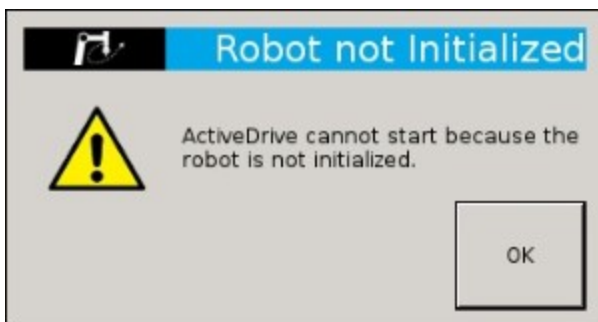 Robot not Initialized
ActiveDrive cannot start because the
robot is not initialized.
OK